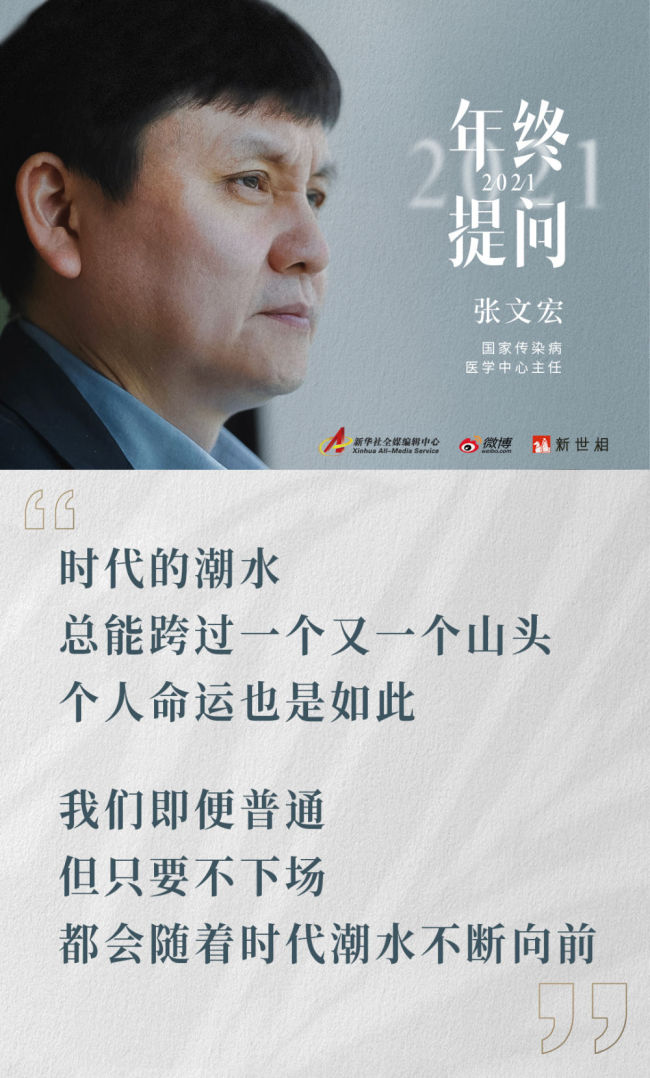 年终
2021
2021
提问
张文宏
国家传染病
医学中心主任
新华社全媒编辑中心
Xinhua All-Media Service
微博
weibo.com
新世相
“
时代的潮水
总能跨过一个又一个山头
个人命运也是如此
我们即便普通
但只要不下场
都会随着时代潮水不断向前
”